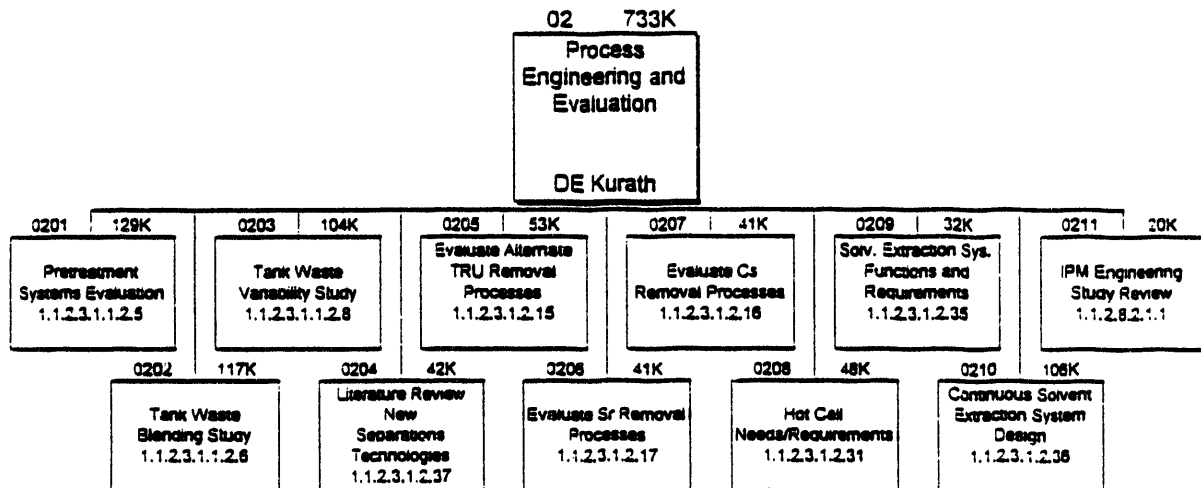 02 733K
Process
Engineering and
Evaluation
DE Kurath
0201 129K
Pretreatment
Systems Evaluation
1.1.2.3.1.1.2.5
0203 104K
Tank Waste
Variability Study
1.1.2.3.1.1.2.8
0205 53K
Evaluate Alternate
TRU Removal
Processes
1.1.2.3.1.2.15
0207 41K
Evaluate Cs
Removal Processes
1.1.2.3.1.2.16
0209 32K
Solv. Extraction Sys.
Functions and
Requirements
1.1.2.3.1.2.35
0211 20K
IPM Engineering
Study Review
1.1.2.8.2.1.1
0202 117K
Tank Waste
Blending Study
1.1.2.3.1.1.2.6
0204 42K
Literature Review
New
Separations
Technologies
1.1.2.3.1.2.37
0206 41K
Evaluate Sr Removal
Processes
1.1.2.3.1.2.17
0208 48K
Hot Cell
Needs/Requirements
1.1.2.3.1.2.31
0210 106K
Continuous Solvent
Extraction System
Design
1.1.2.3.1.2.36